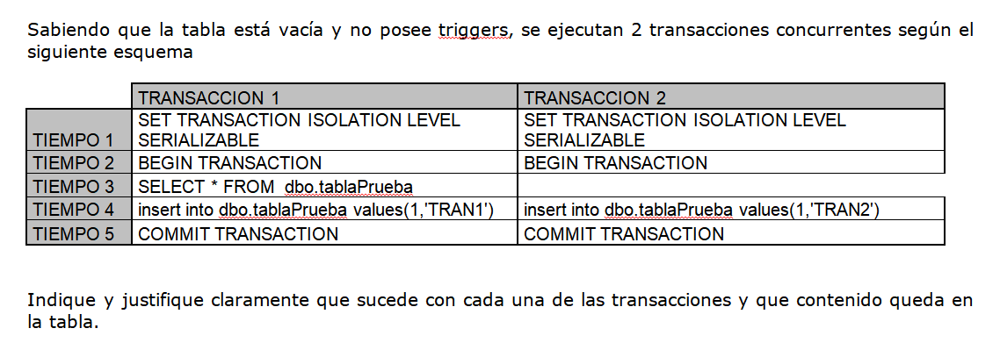 Sabiendo que la tabla está vacía y no posee triggers, se ejecutan 2 transacciones concurrentes según el
siguiente esquema
TRANSACCION 1 TRANSACCION 2
SET TRANSACTION ISOLATION LEVEL SET TRANSACTION ISOLATION LEVEL
TIEMPO 1 SERIALIZABLE SERIALIZABLE
TIEMPO 2 BEGIN TRANSACTION BEGIN TRANSACTION
TIEMPO 3 SELECT * FROM dbo.tablaPrueba
TIEMPO 4 insert into dbo.tablaPrueba values(1,'TRAN1') insert into dbo.tablaPrueba values(1,'TRAN2')
TIEMPO 5 COMMIT TRANSACTION COMMIT TRANSACTION
Indique y justifique claramente que sucede con cada una de las transacciones y que contenido queda en
la tabla.